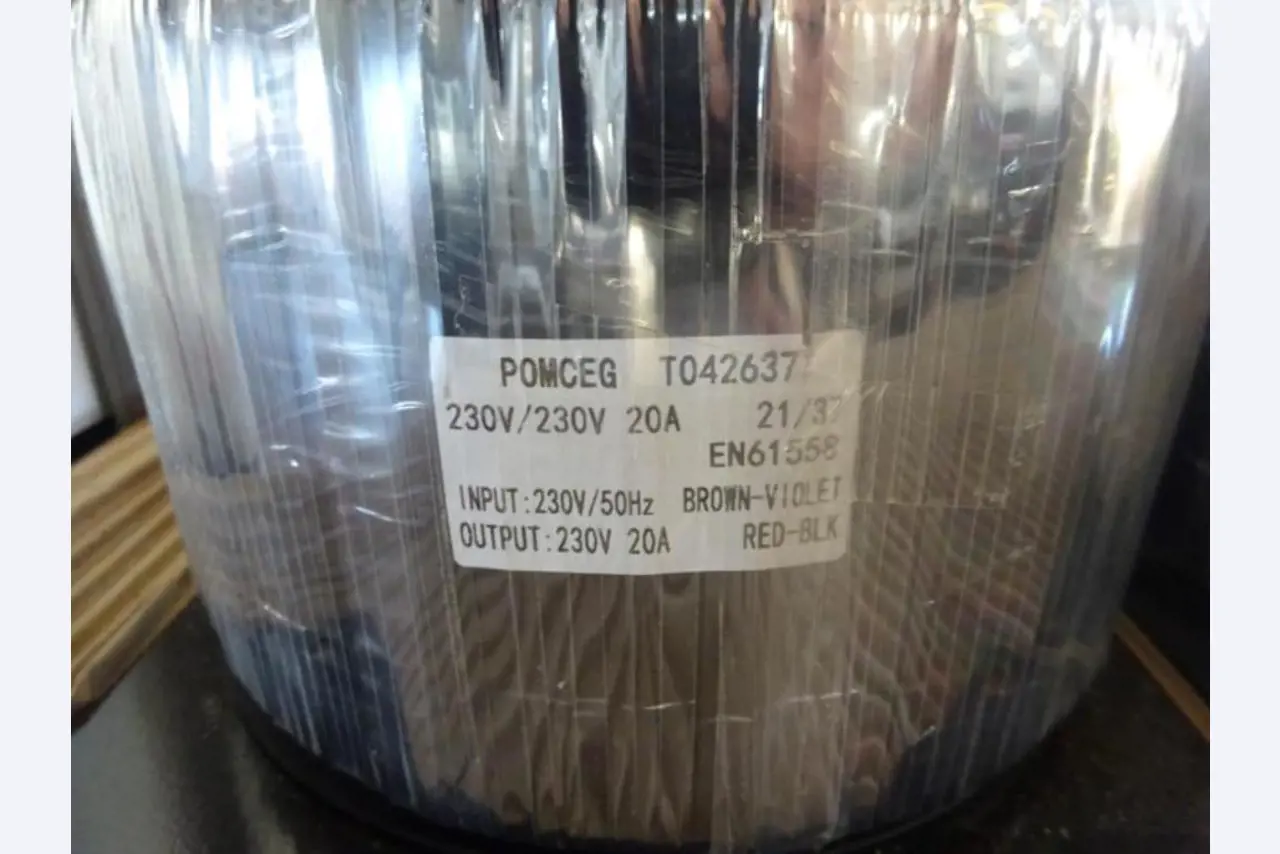 POMCEG T042637
230V/230V 20A 21/37
EN61558
INPUT:230V/50Hz BROWN-VIOLET
OUTPUT:230V 20A RED-BLK